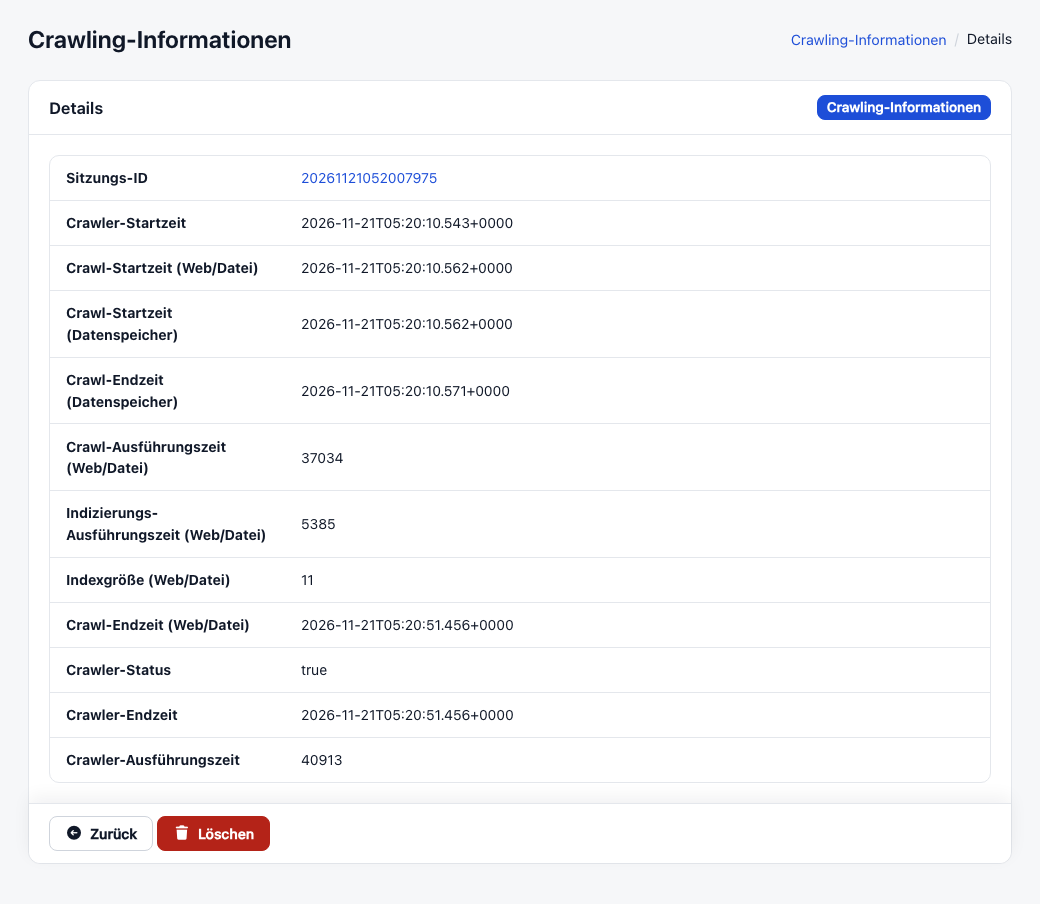 Crawling-Informationen
Crawling-Informationen / Details
Details
Crawling-Informationen
Sitzungs-ID 20261121052007975
Crawler-Startzeit 2026-11-21T05:20:10.543+0000
Crawl-Startzeit (Web/Datei) 2026-11-21T05:20:10.562+0000
Crawl-Startzeit
(Datenspeicher) 2026-11-21T05:20:10.562+0000
Crawl-Endzeit
(Datenspeicher) 2026-11-21T05:20:10.571+0000
Crawl-Ausführungszeit
(Web/Datei) 37034
Indizierungs-
Ausführungszeit (Web/Datei) 5385
Indexgröße (Web/Datei) 11
Crawl-Endzeit (Web/Datei) 2026-11-21T05:20:51.456+0000
Crawler-Status true
Crawler-Endzeit 2026-11-21T05:20:51.456+0000
Crawler-Ausführungszeit 40913
Zurück
Löschen